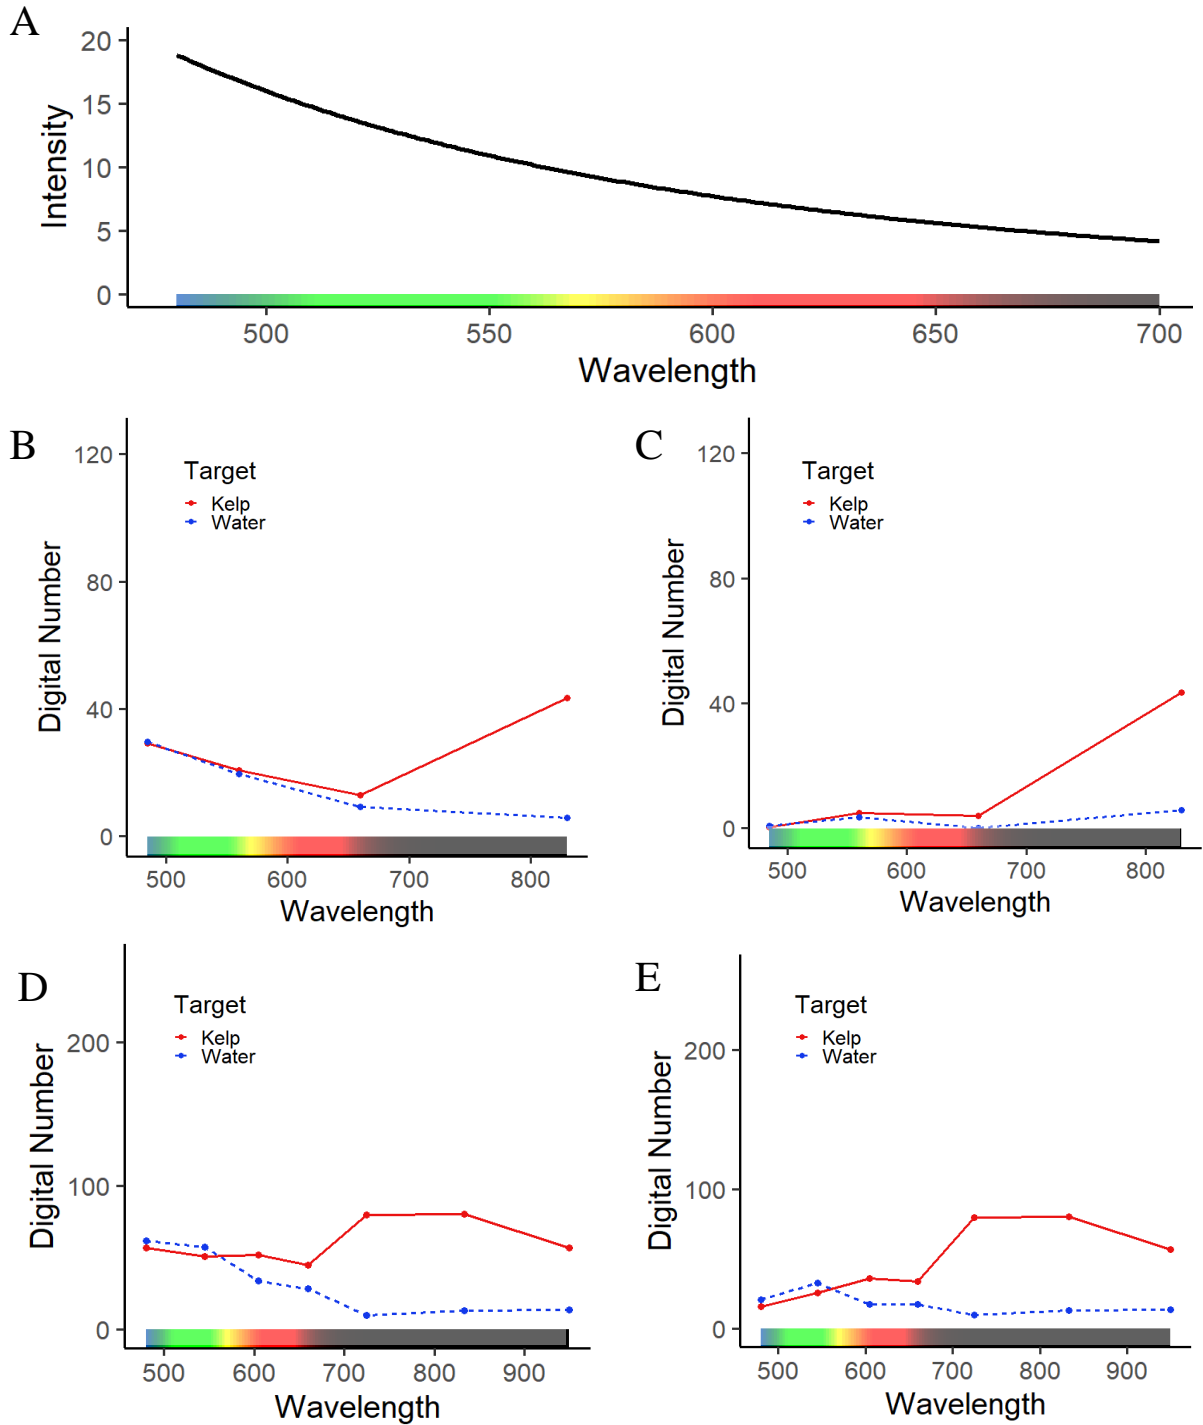 A
Intensity
20
15
10
5
0
500 550 600 650 700
Wavelength
B
Digital Number
120
80
40
0
Target
Kelp
Water
500 600 700 800
Wavelength
C
Digital Number
120
80
40
0
Target
Kelp
Water
500 600 700 800
Wavelength
D
Digital Number
200
100
0
Target
Kelp
Water
500 600 700 800 900
Wavelength
E
Digital Number
200
100
0
Target
Kelp
Water
500 600 700 800 900
Wavelength